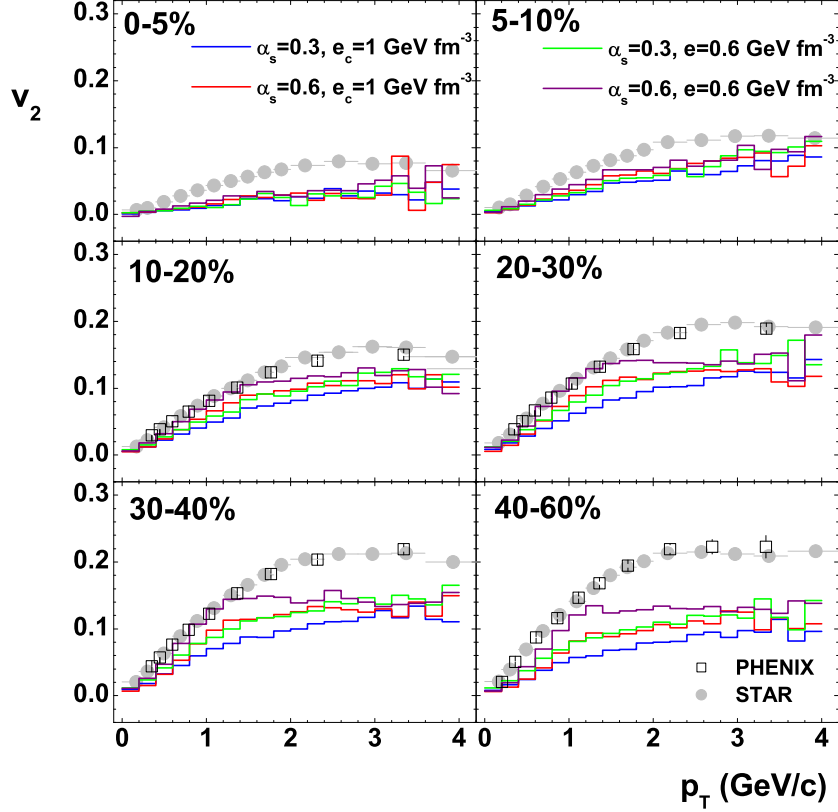 0-5%
5-10%
α_s=0.3, e_c=1 GeV fm^-3
α_s=0.6, e_c=1 GeV fm^-3
α_s=0.3, e=0.6 GeV fm^-3
α_s=0.6, e=0.6 GeV fm^-3
v_2
0.3
0.2
0.1
0.0
10-20%
20-30%
0.3
0.2
0.1
0.0
30-40%
40-60%
0.3
0.2
0.1
0.0
PHENIX
STAR
0 1 2 3 4 0 1 2 3 4
p_T (GeV/c)